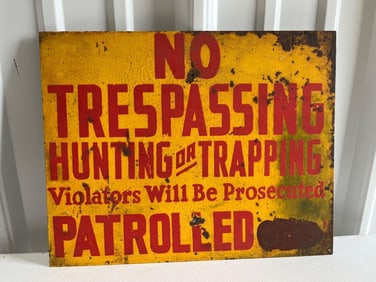 NO
TRESPASSING
HUNTING OR TRAPPING
Violators Will Be Prosecuted
PATROLLED